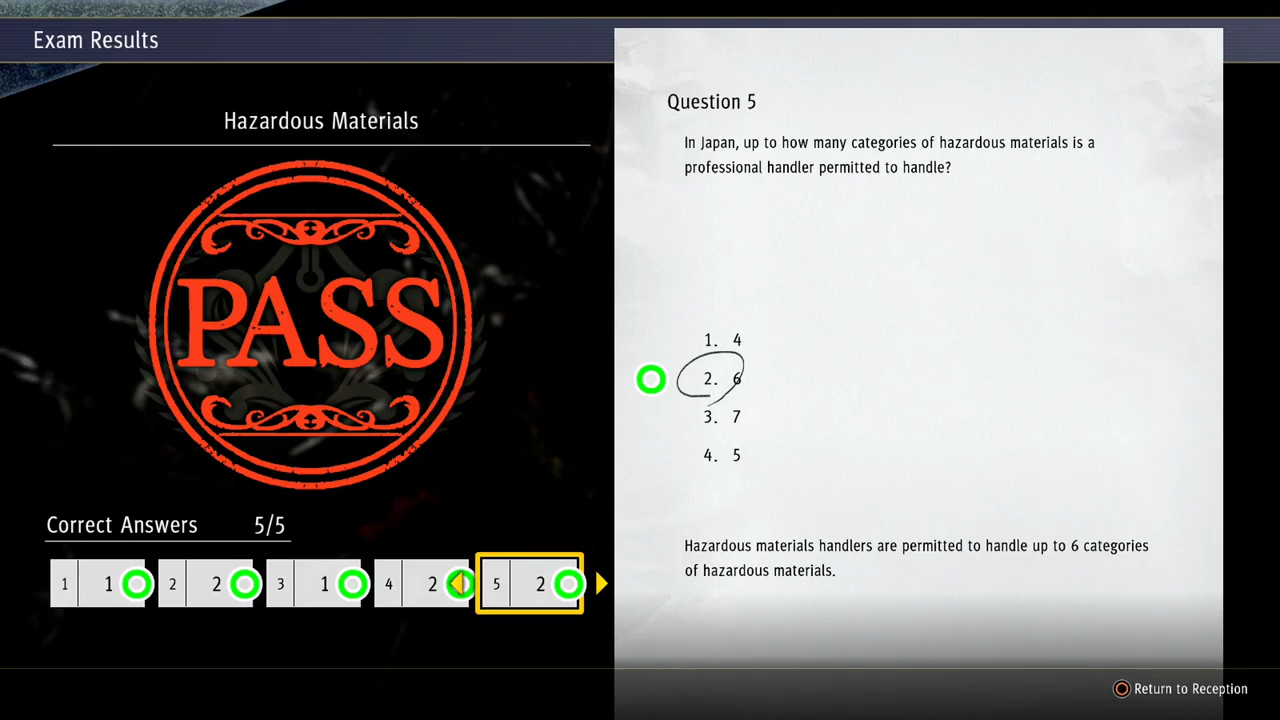 Exam Results
Hazardous Materials
PASS
Correct Answers 5/5
1 1 2 2 3 1 4 2 5 2
Question 5
In Japan, up to how many categories of hazardous materials is a
professional handler permitted to handle?
1. 4
2. 6
3. 7
4. 5
Hazardous materials handlers are permitted to handle up to 6 categories
of hazardous materials.
Return to Reception